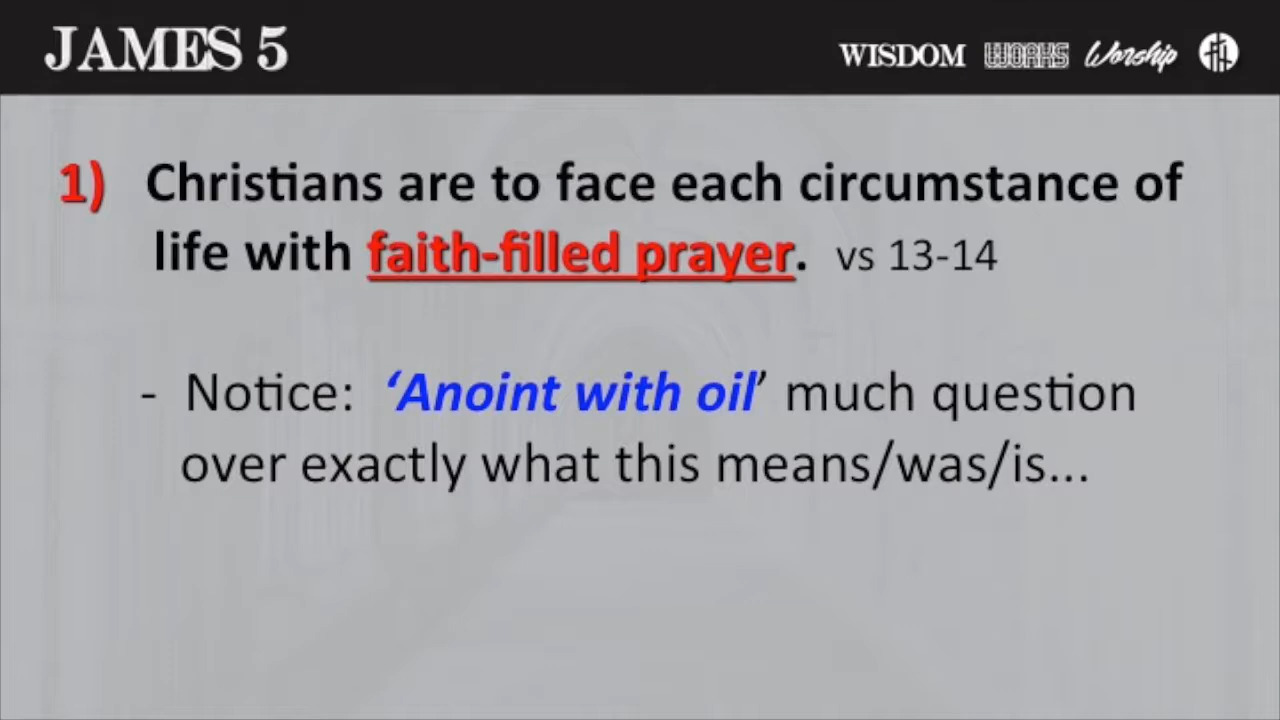 JAMES 5
WISDOM WORKS Worship
1) Christians are to face each circumstance of
life with faith-filled prayer. vs 13-14
- Notice: ‘Anoint with oil’ much question
over exactly what this means/was/is...